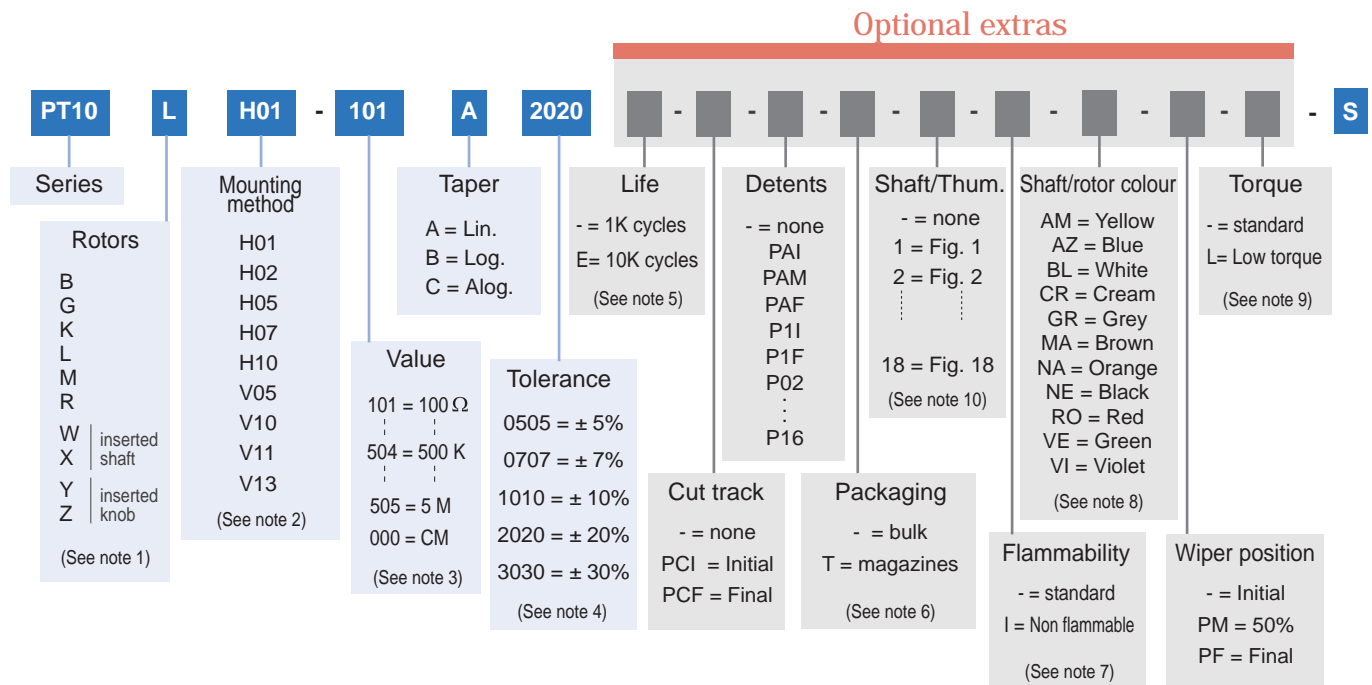 Optional extras
PT10 L H01 - 101 A 2020 - - - - - - - - - S
Series
Rotors
B
G
K
L
M
R
W
X
inserted
shaft
Y
Z
inserted
knob
(See note 1)
Mounting
method
H01
H02
H05
H07
H10
V05
V10
V11
V13
(See note 2)
Value
101 = 100 Ω
504 = 500 K
505 = 5 M
000 = CM
(See note 3)
Taper
A = Lin.
B = Log.
C = Alog.
Tolerance
0505 = ± 5%
0707 = ± 7%
1010 = ± 10%
2020 = ± 20%
3030 = ± 30%
(See note 4)
Life
- = 1K cycles
E= 10K cycles
(See note 5)
Cut track
- = none
PCI = Initial
PCF = Final
Detents
- = none
PAI
PAM
PAF
P1I
P1F
P02
:
:
P16
Packaging
- = bulk
T = magazines
(See note 6)
Shaft/Thum.
- = none
1 = Fig. 1
2 = Fig. 2
18 = Fig. 18
(See note 10)
Flammability
- = standard
I = Non flammable
(See note 7)
Shaft/rotor colour
AM = Yellow
AZ = Blue
BL = White
CR = Cream
GR = Grey
MA = Brown
NA = Orange
NE = Black
RO = Red
VE = Green
VI = Violet
(See note 8)
Wiper position
- = Initial
PM = 50%
PF = Final
Torque
- = standard
L= Low torque
(See note 9)